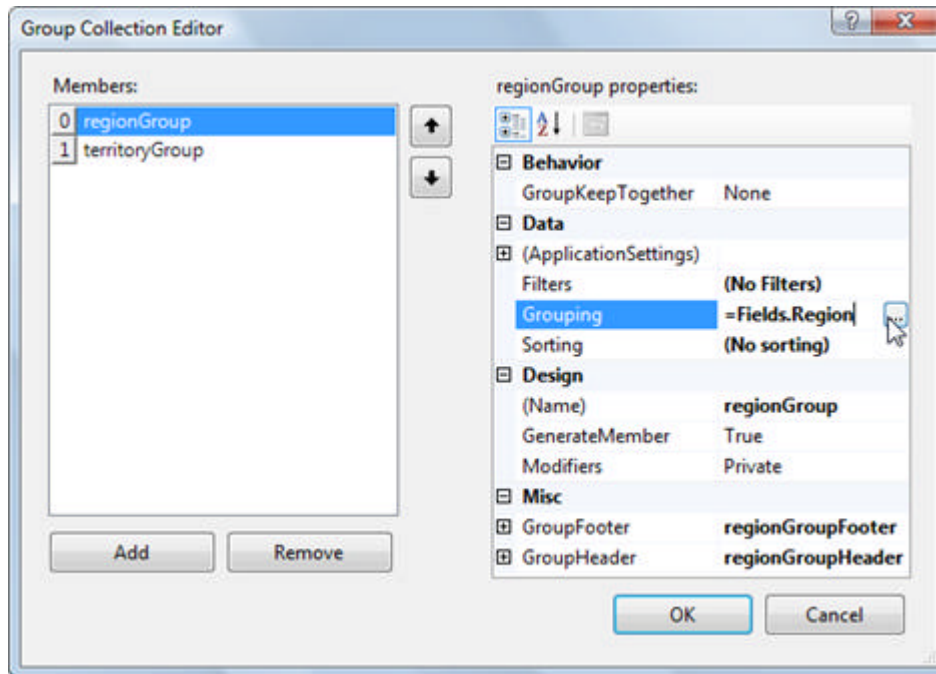 Group Collection Editor
Members:
0 regionGroup
1 territoryGroup
Add Remove
regionGroup properties:
Behavior
GroupKeepTogether None
Data
(ApplicationSettings)
Filters (No Filters)
Grouping =Fields.Region ...
Sorting (No sorting)
Design
(Name) regionGroup
GenerateMember True
Modifiers Private
Misc
GroupFooter regionGroupFooter
GroupHeader regionGroupHeader
OK Cancel